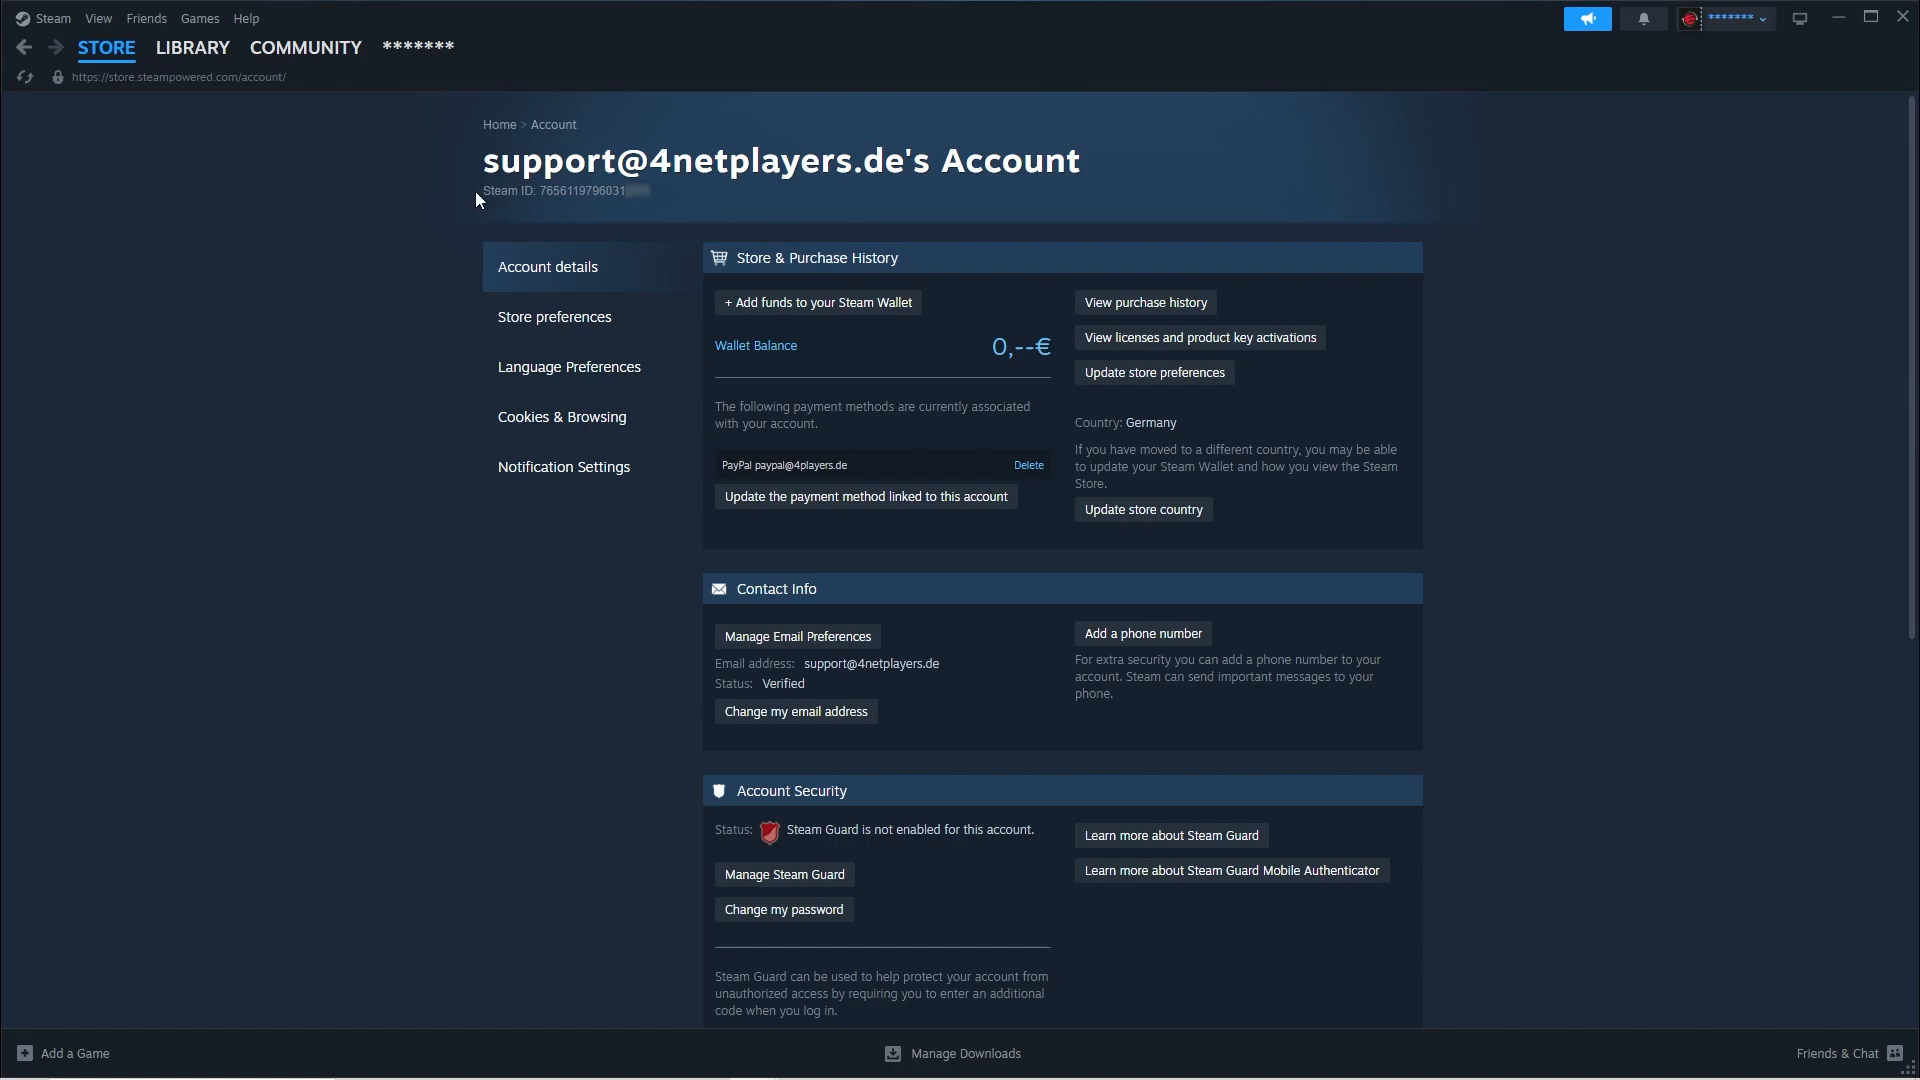 Steam View Friends Games Help
*******
STORE LIBRARY COMMUNITY *******
https://store.steampowered.com/account/
Home > Account
support@4netplayers.de's Account
Steam ID: 7656119796031
Account details
Store preferences
Language Preferences
Cookies & Browsing
Notification Settings
Store & Purchase History
+ Add funds to your Steam Wallet
Wallet Balance 0,--€
The following payment methods are currently associated
with your account.
PayPal paypal@4players.de Delete
Update the payment method linked to this account
View purchase history
View licenses and product key activations
Update store preferences
Country: Germany
If you have moved to a different country, you may be able
to update your Steam Wallet and how you view the Steam
Store.
Update store country
Contact Info
Manage Email Preferences
Email address: support@4netplayers.de
Status: Verified
Change my email address
Add a phone number
For extra security you can add a phone number to your
account. Steam can send important messages to your
phone.
Account Security
Status: Steam Guard is not enabled for this account.
Manage Steam Guard
Change my password
Steam Guard can be used to help protect your account from
unauthorized access by requiring you to enter an additional
code when you log in.
Learn more about Steam Guard
Learn more about Steam Guard Mobile Authenticator
Add a Game
Manage Downloads
Friends & Chat